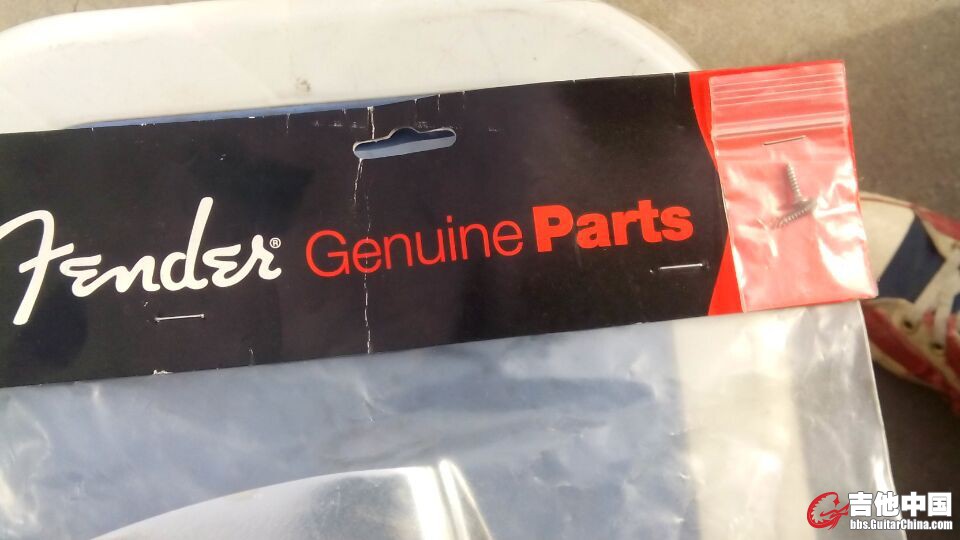 Fender® Genuine Parts
吉他中国
bbs.GuitarChina.com